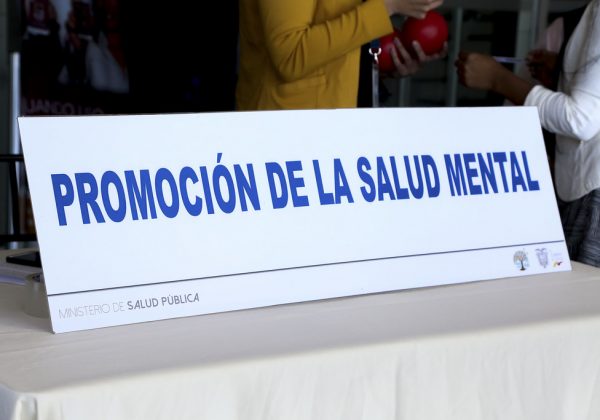 PROMOCIÓN DE LA SALUD MENTAL
MINISTERIO DE SALUD PÚBLICA